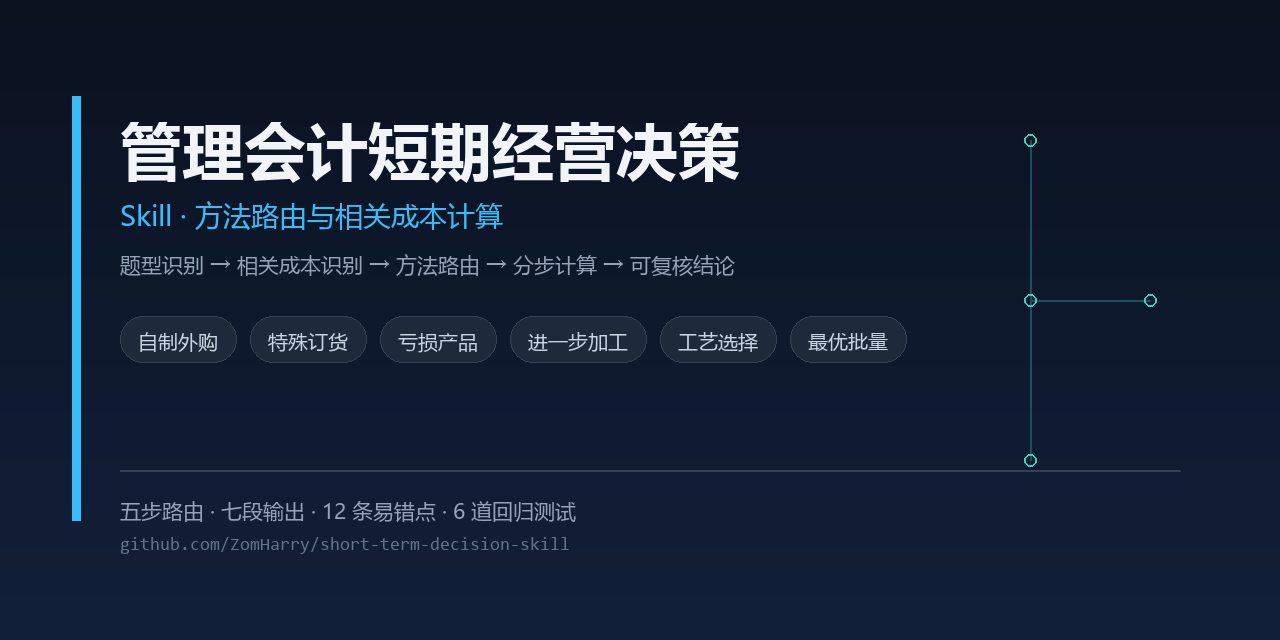 管理会计短期经营决策
Skill · 方法路由与相关成本计算
题型识别 → 相关成本识别 → 方法路由 → 分步计算 → 可复核结论
自制外购 特殊订货 亏损产品 进一步加工 工艺选择 最优批量
五步路由 · 七段输出 · 12 条易错点 · 6 道回归测试
github.com/ZomHarry/short-term-decision-skill